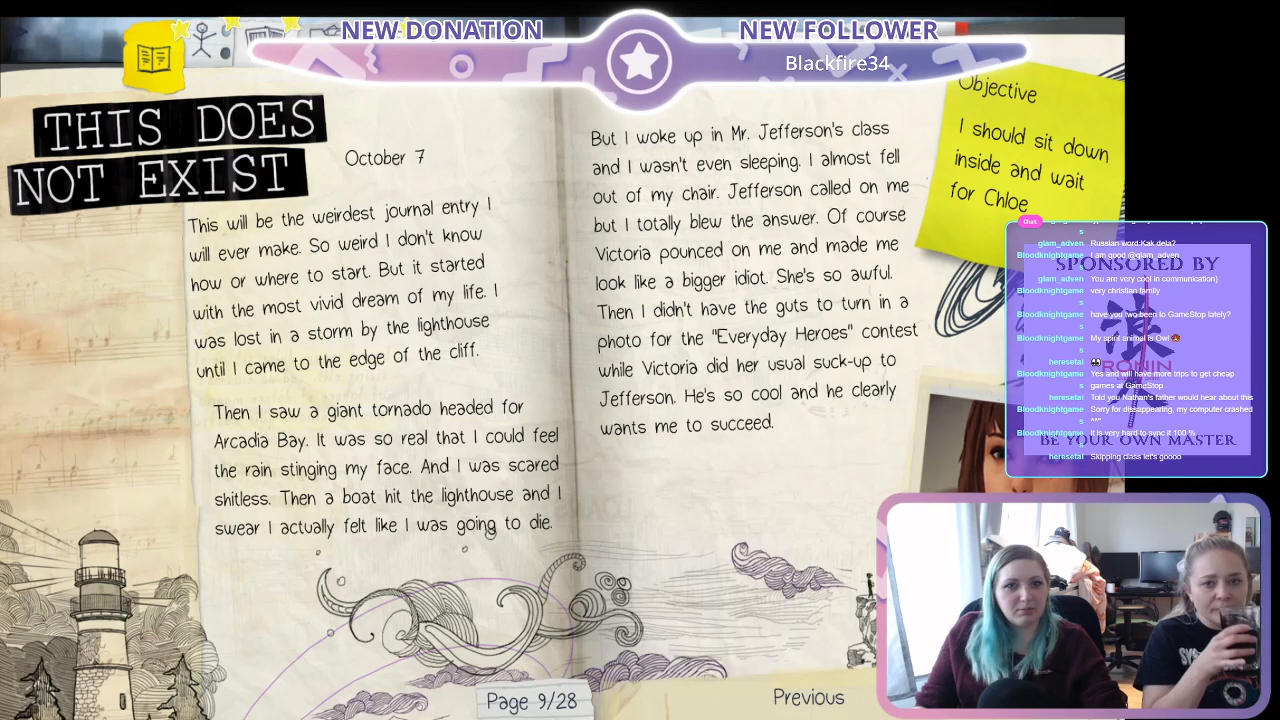 NEW DONATION
NEW FOLLOWER
Blackfire34
THIS DOES
NOT EXIST
October 7
This will be the weirdest journal entry I
will ever make. So weird I don't know
how or where to start. But it started
with the most vivid dream of my life. I
was lost in a storm by the lighthouse
until I came to the edge of the cliff.
Then I saw a giant tornado headed for
Arcadia Bay. It was so real that I could feel
the rain stinging my face. And I was scared
shitless. Then a boat hit the lighthouse and I
swear I actually felt like I was going to die.
But I woke up in Mr. Jefferson's class
and I wasn't even sleeping. I almost fell
out of my chair. Jefferson called on me
but I totally blew the answer. Of course
Victoria pounced on me and made me
look like a bigger idiot. She's so awful.
Then I didn't have the guts to turn in a
photo for the "Everyday Heroes" contest
while Victoria did her usual suck-up to
Jefferson. He's so cool and he clearly
wants me to succeed.
Objective
I should sit down
inside and wait
for Chloe
Chat
s
glam_adven Russian word:Kak dela?
Bloodknightgame I am good @glam_adven
SPONSORED BY
glam_adven You are very cool in communication)
Bloodknightgame very christian family
s
Bloodknightgame have you two been to GameStop lately?
s
Bloodknightgame My spirit animal is Owl
s
heresetai
RONIN
Bloodknightgame Yes and will have more trips to get cheap
s games at GameStop
heresetai Told you Nathan's father would hear about this
Bloodknightgame Sorry for dissappearing, my computer crashed
s ^^"
Bloodknightgame It is very hard to sync it 100 %
s
BE YOUR OWN MASTER
heresetai Skipping class let's goooo
Page 9/28
Previous